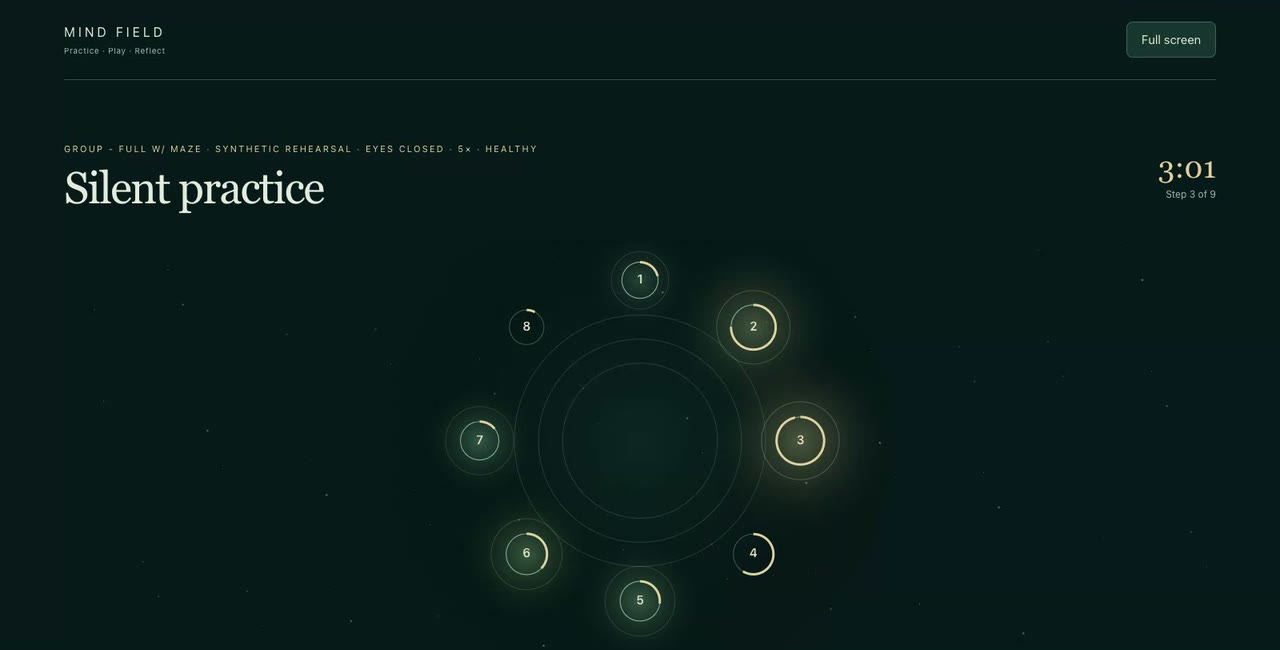 MIND FIELD
Practice · Play · Reflect
Full screen
GROUP - FULL W/ MAZE · SYNTHETIC REHEARSAL · EYES CLOSED · 5× · HEALTHY
Silent practice
3:01
Step 3 of 9
1
2
3
4
5
6
7
8